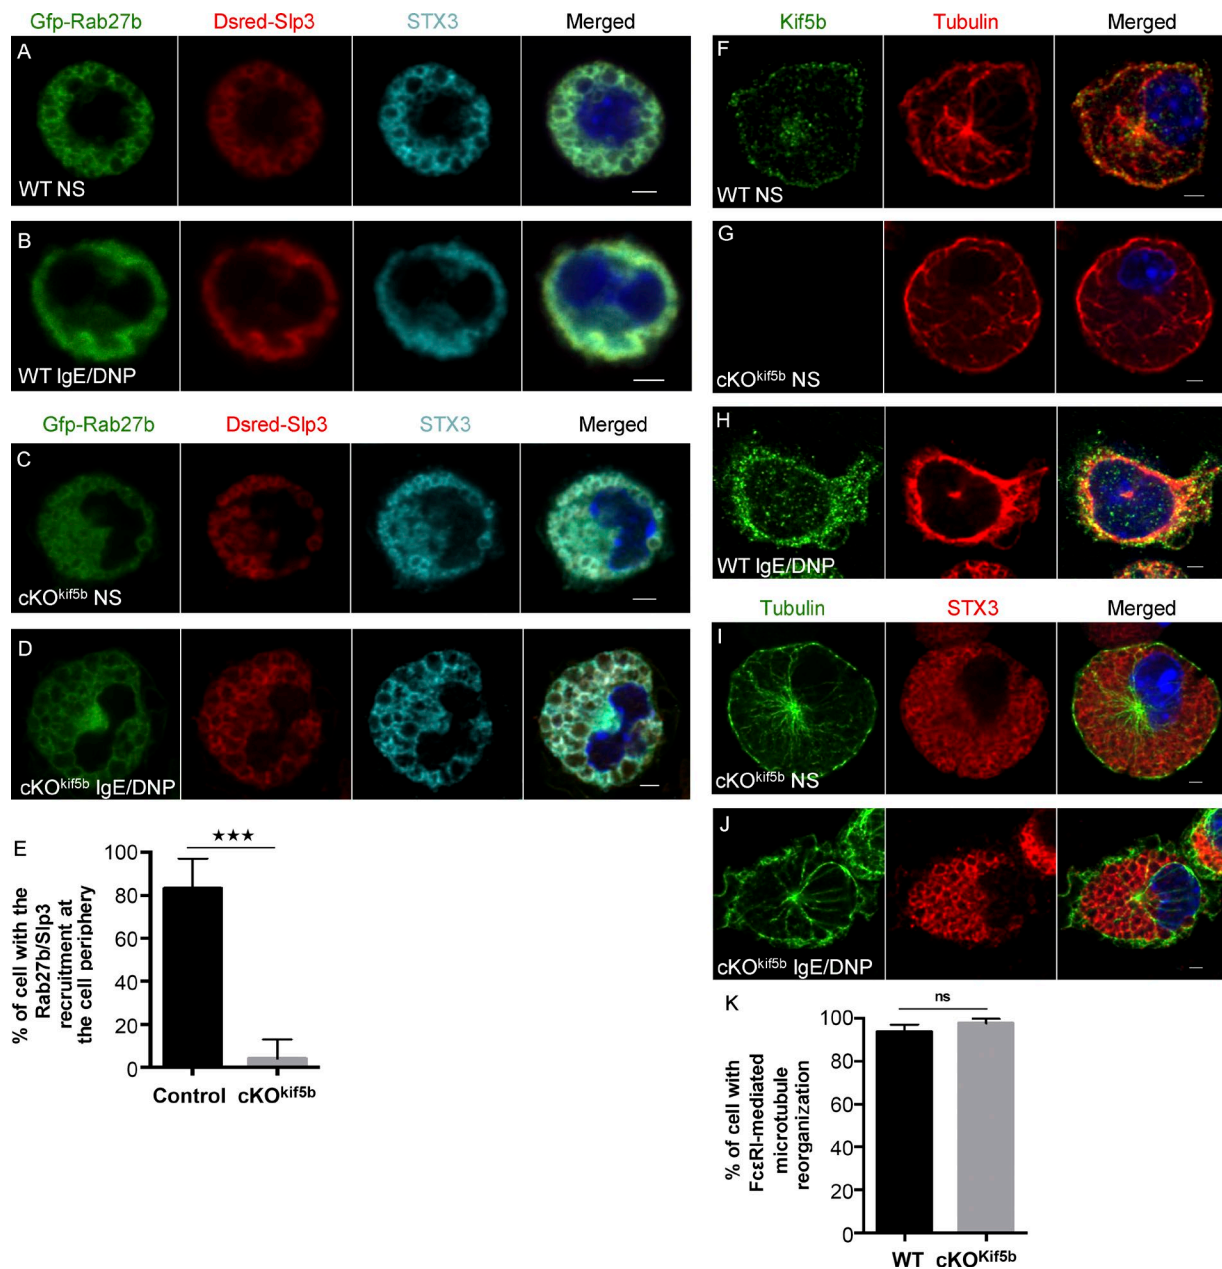 Gfp-Rab27b Dsred-Slp3 STX3 Merged
A
WT NS
B
WT IgE/DNP
Gfp-Rab27b Dsred-Slp3 STX3 Merged
C
cKOkif5b NS
D
cKOkif5b IgE/DNP
E
★★★
% of cell with the
Rab27b/Slp3
recruitment at
the cell periphery
100
80
60
40
20
0
Control cKOkif5b
Kif5b Tubulin Merged
F
WT NS
G
cKOkif5b NS
H
WT IgE/DNP
Tubulin STX3 Merged
I
cKOkif5b NS
J
cKOkif5b IgE/DNP
K
ns
% of cell with
FcεRI-mediated
microtubule
reorganization
100
80
60
40
20
0
WT cKOKif5b